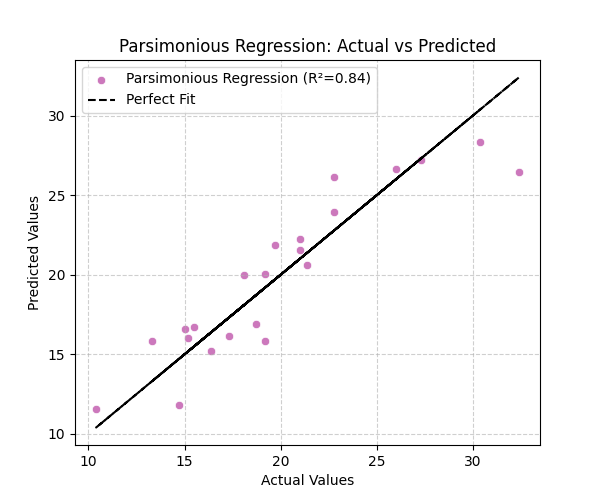 Parsimonious Regression: Actual vs Predicted
Parsimonious Regression (R²=0.84)
Perfect Fit
30
25
20
15
10
Predicted Values
10 15 20 25 30
Actual Values